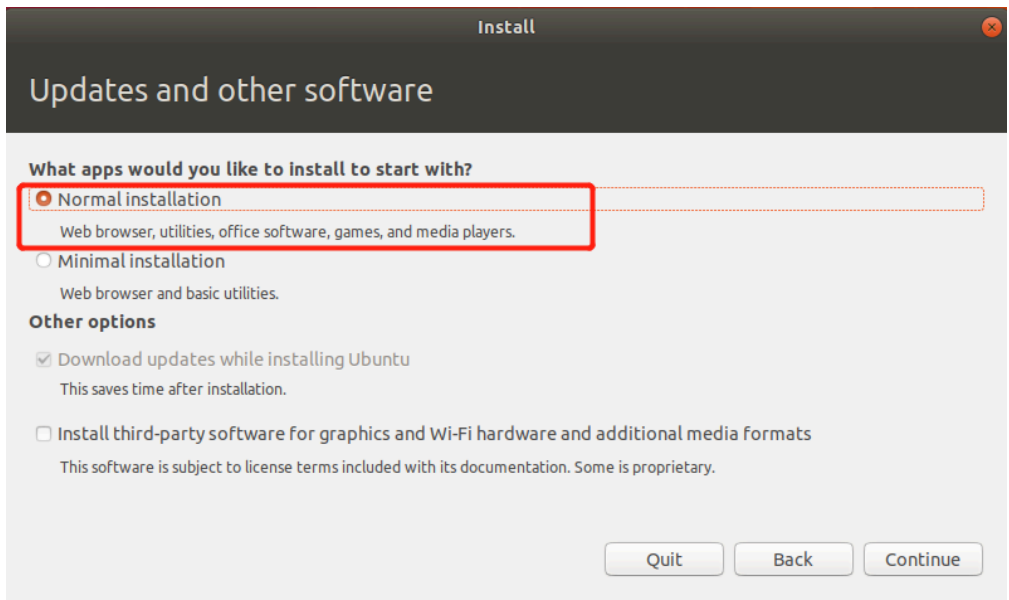 Install
Updates and other software
What apps would you like to install to start with?
Normal installation
Web browser, utilities, office software, games, and media players.
Minimal installation
Web browser and basic utilities.
Other options
Download updates while installing Ubuntu
This saves time after installation.
Install third-party software for graphics and Wi-Fi hardware and additional media formats
This software is subject to license terms included with its documentation. Some is proprietary.
Quit Back Continue